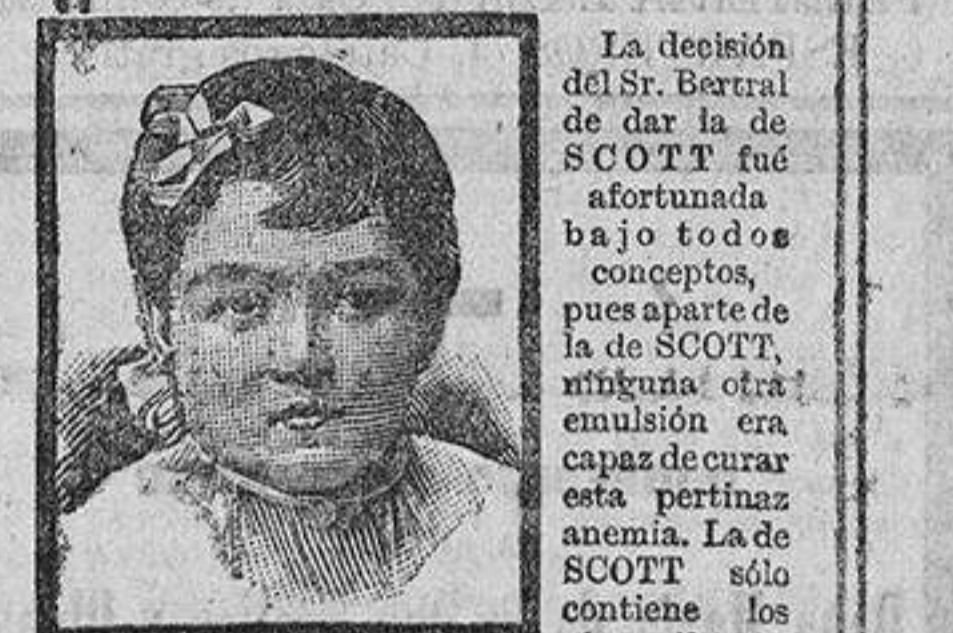 La decisión
del Sr. Bertral
de dar la de
SCOTT fué
afortunada
bajo todos
conceptos,
pues aparte de
la de SCOTT,
ninguna otra
emulsión era
capaz de curar
esta pertinaz
anemia. La de
SCOTT sólo
contiene los